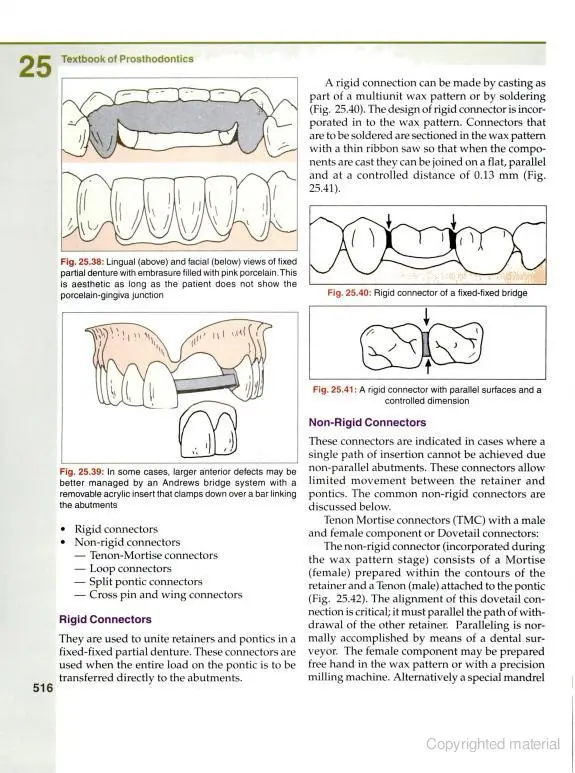 25
Textbook of Prosthodontics
Fig. 25.38: Lingual (above) and facial (below) views of fixed
partial denture with embrasure filled with pink porcelain. This
is aesthetic as long as the patient does not show the
porcelain-gingiva junction
Fig. 25.39: In some cases, larger anterior defects may be
better managed by an Andrews bridge system with a
removable acrylic insert that clamps down over a bar linking
the abutments
• Rigid connectors
• Non-rigid connectors
— Tenon-Mortise connectors
— Loop connectors
— Split pontic connectors
— Cross pin and wing connectors
Rigid Connectors
They are used to unite retainers and pontics in a
fixed-fixed partial denture. These connectors are
used when the entire load on the pontic is to be
transferred directly to the abutments.
516
A rigid connection can be made by casting as
part of a multiunit wax pattern or by soldering
(Fig. 25.40). The design of rigid connector is incor-
porated in to the wax pattern. Connectors that
are to be soldered are sectioned in the wax pattern
with a thin ribbon saw so that when the compo-
nents are cast they can be joined on a flat, parallel
and at a controlled distance of 0.13 mm (Fig.
25.41).
Fig. 25.40: Rigid connector of a fixed-fixed bridge
Fig. 25.41: A rigid connector with parallel surfaces and a
controlled dimension
Non-Rigid Connectors
These connectors are indicated in cases where a
single path of insertion cannot be achieved due
non-parallel abutments. These connectors allow
limited movement between the retainer and
pontics. The common non-rigid connectors are
discussed below.
Tenon Mortise connectors (TMC) with a male
and female component or Dovetail connectors:
The non-rigid connector (incorporated during
the wax pattern stage) consists of a Mortise
(female) prepared within the contours of the
retainer and a Tenon (male) attached to the pontic
(Fig. 25.42). The alignment of this dovetail con-
nection is critical; it must parallel the path of with-
drawal of the other retainer. Paralleling is nor-
mally accomplished by means of a dental sur-
veyor. The female component may be prepared
free hand in the wax pattern or with a precision
milling machine. Alternatively a special mandrel
Copyrighted material